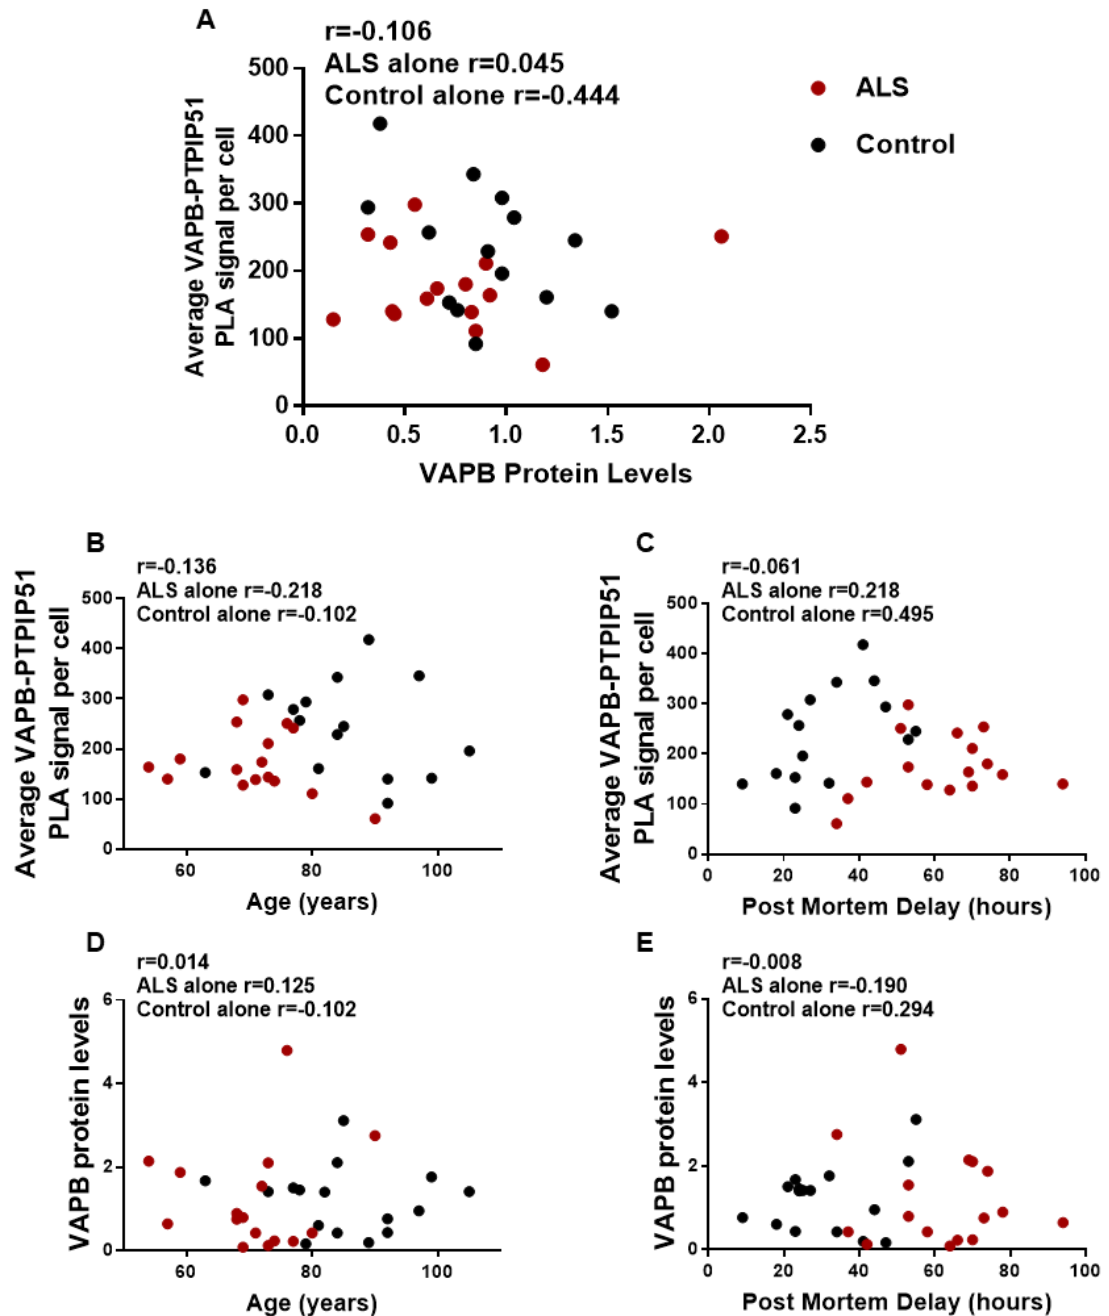 A
r=-0.106
ALS alone r=0.045
Control alone r=-0.444
ALS
Control
Average VAPB-PTPIP51
PLA signal per cell
500
400
300
200
100
0
0.0 0.5 1.0 1.5 2.0 2.5
VAPB Protein Levels
B
r=-0.136
ALS alone r=-0.218
Control alone r=-0.102
Average VAPB-PTPIP51
PLA signal per cell
500
400
300
200
100
0
60 80 100
Age (years)
C
r=-0.061
ALS alone r=0.218
Control alone r=0.495
Average VAPB-PTPIP51
PLA signal per cell
500
400
300
200
100
0
0 20 40 60 80 100
Post Mortem Delay (hours)
D
r=0.014
ALS alone r=0.125
Control alone r=-0.102
VAPB protein levels
6
4
2
0
60 80 100
Age (years)
E
r=-0.008
ALS alone r=-0.190
Control alone r=0.294
VAPB protein levels
6
4
2
0
0 20 40 60 80 100
Post Mortem Delay (hours)